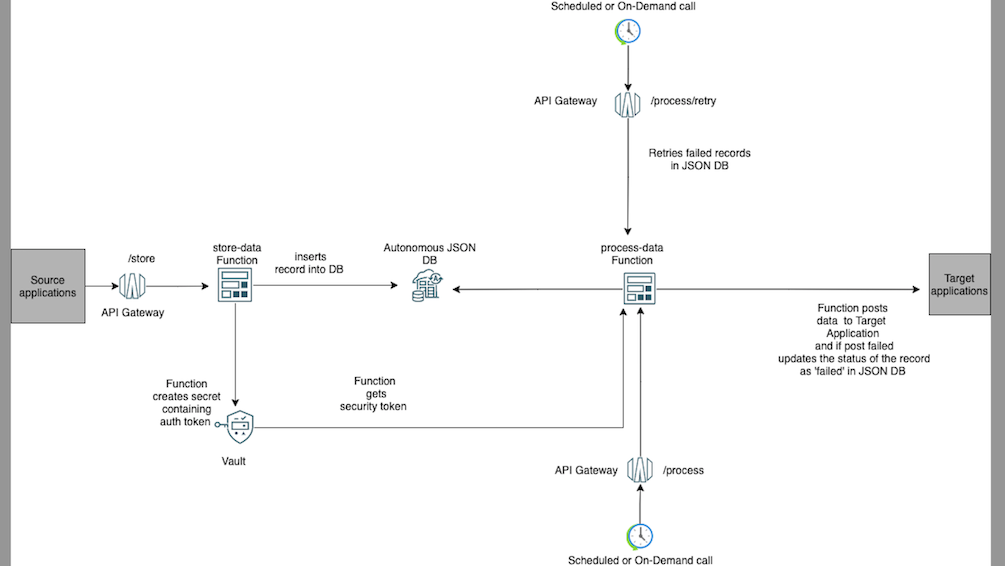 Scheduled or On-Demand call
API Gateway
/process/retry
Retries failed records
in JSON DB
Source
applications
/store
API Gateway
store-data
Function
inserts
record into DB
Autonomous JSON
DB
process-data
Function
Target
applications
Function posts
data to Target
Application
and if post failed
updates the status of the record
as 'failed' in JSON DB
Function
creates secret
containing
auth token
Vault
Function
gets
security token
API Gateway
/process
Scheduled or On-Demand call